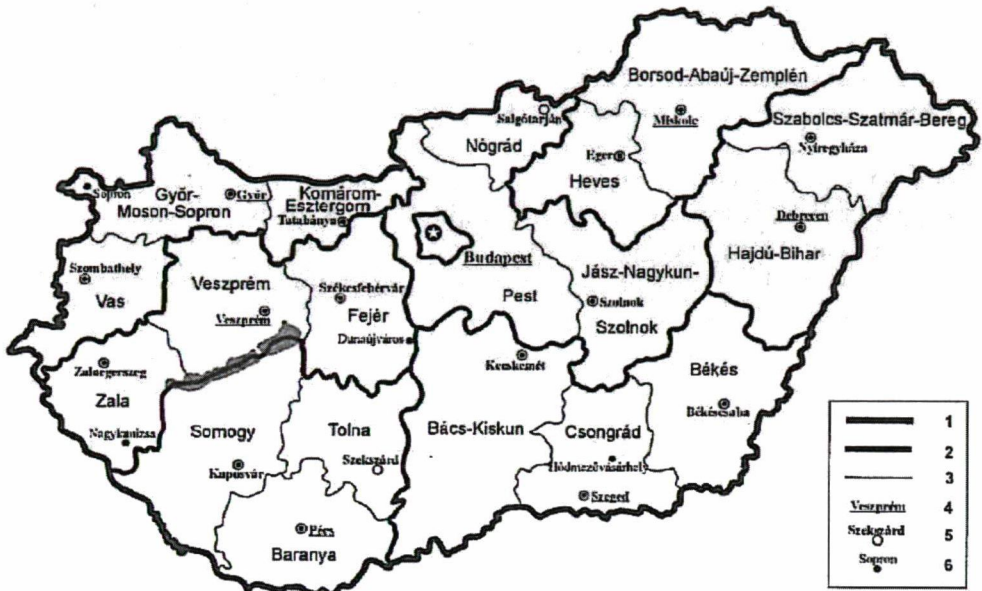 Borsod-Abaúj-Zemplén
Salgótarján
Miskolc
Szabolcs-Szatmár-Bereg
Nógrád
Nyíregyháza
Eger
Heves
Sopron
Győr-
Moson-Sopron
Győr
Komárom-
Esztergom
Tatabánya
Debrecen
Hajdú-Bihar
Budapest
Pest
Szombathely
Vas
Veszprém
Veszprém
Székesfehérvár
Fejér
Dunaújváros
Jász-Nagykun-
Szolnok
Szolnok
Kecskemét
Békés
Békéscsaba
Zalaegerszeg
Zala
Nagykanizsa
Somogy
Kaposvár
Tolna
Szekszárd
Bács-Kiskun
Csongrád
Hódmezővásárhely
Szeged
Pécs
Baranya
1
2
3
Veszprém 4
Szekszárd 5
Sopron 6